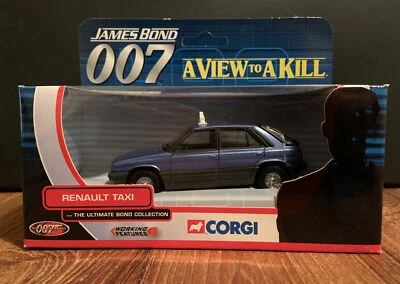 JAMES BOND
007 A VIEW TO A KILL
RENAULT TAXI
... THE ULTIMATE BOND COLLECTION
007
WORKING
FEATURES
CORGI